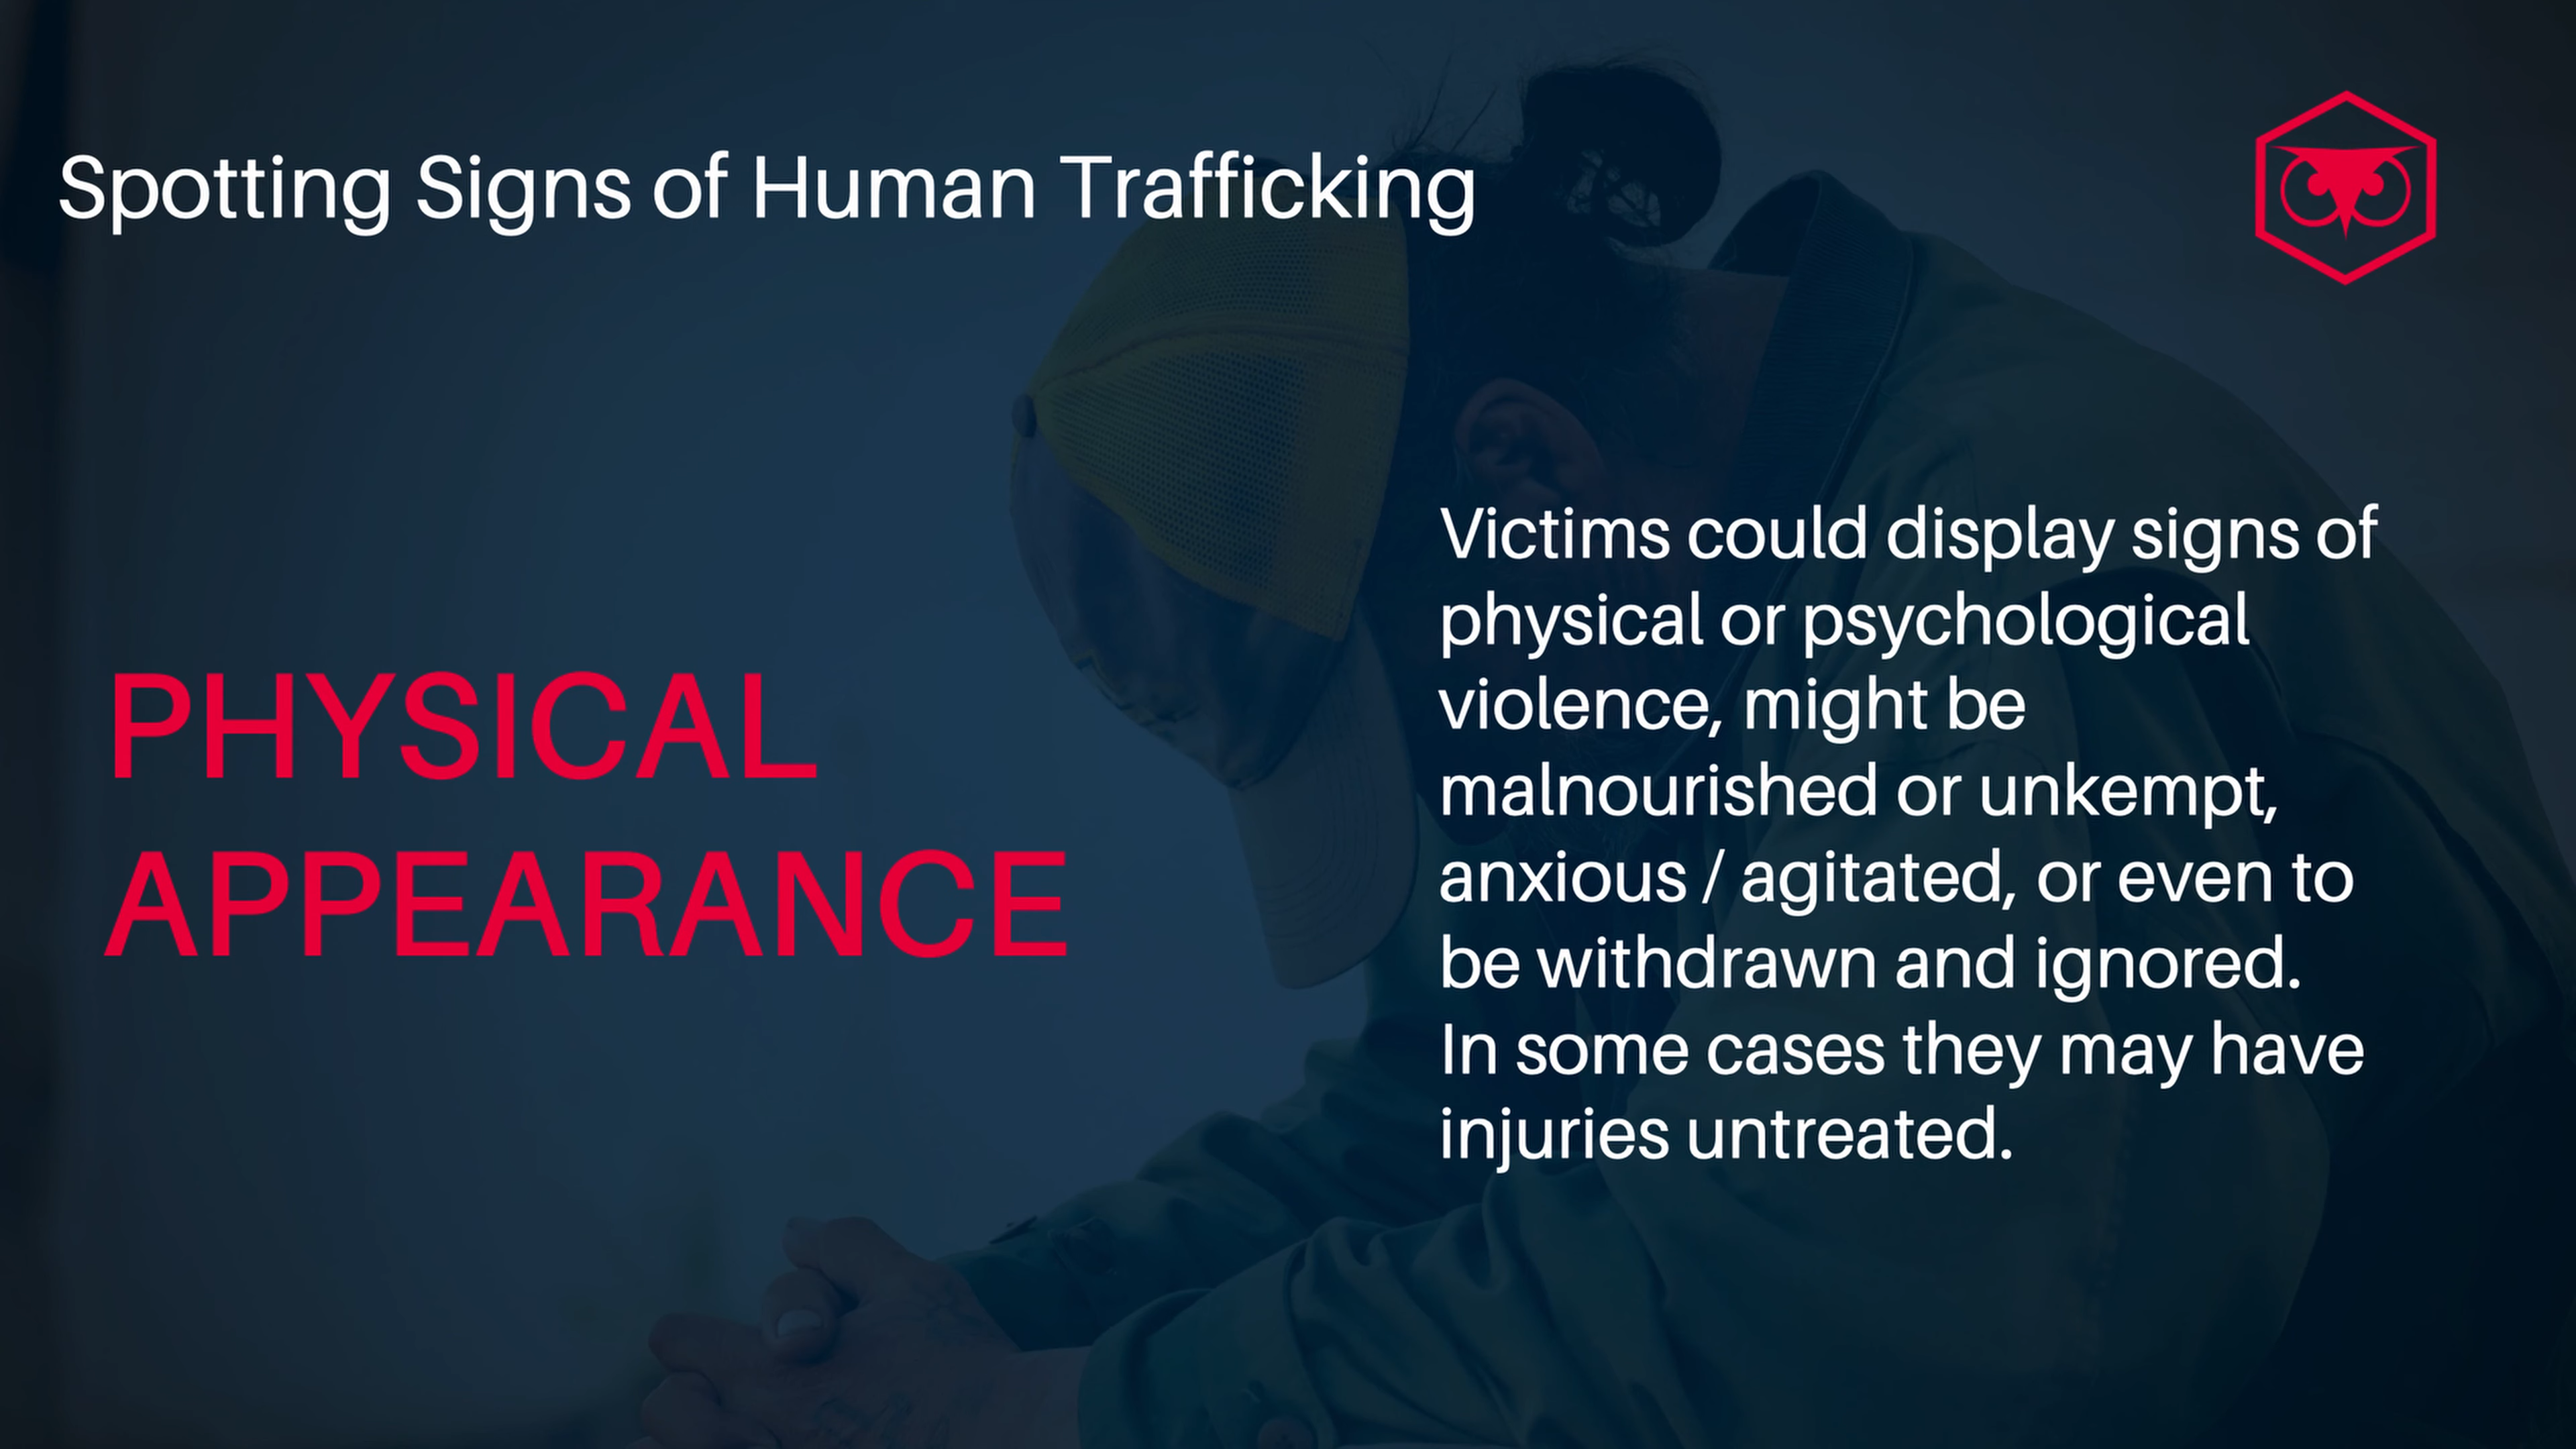 Spotting Signs of Human Trafficking
PHYSICAL
APPEARANCE
Victims could display signs of
physical or psychological
violence, might be
malnourished or unkempt,
anxious / agitated, or even to
be withdrawn and ignored.
In some cases they may have
injuries untreated.